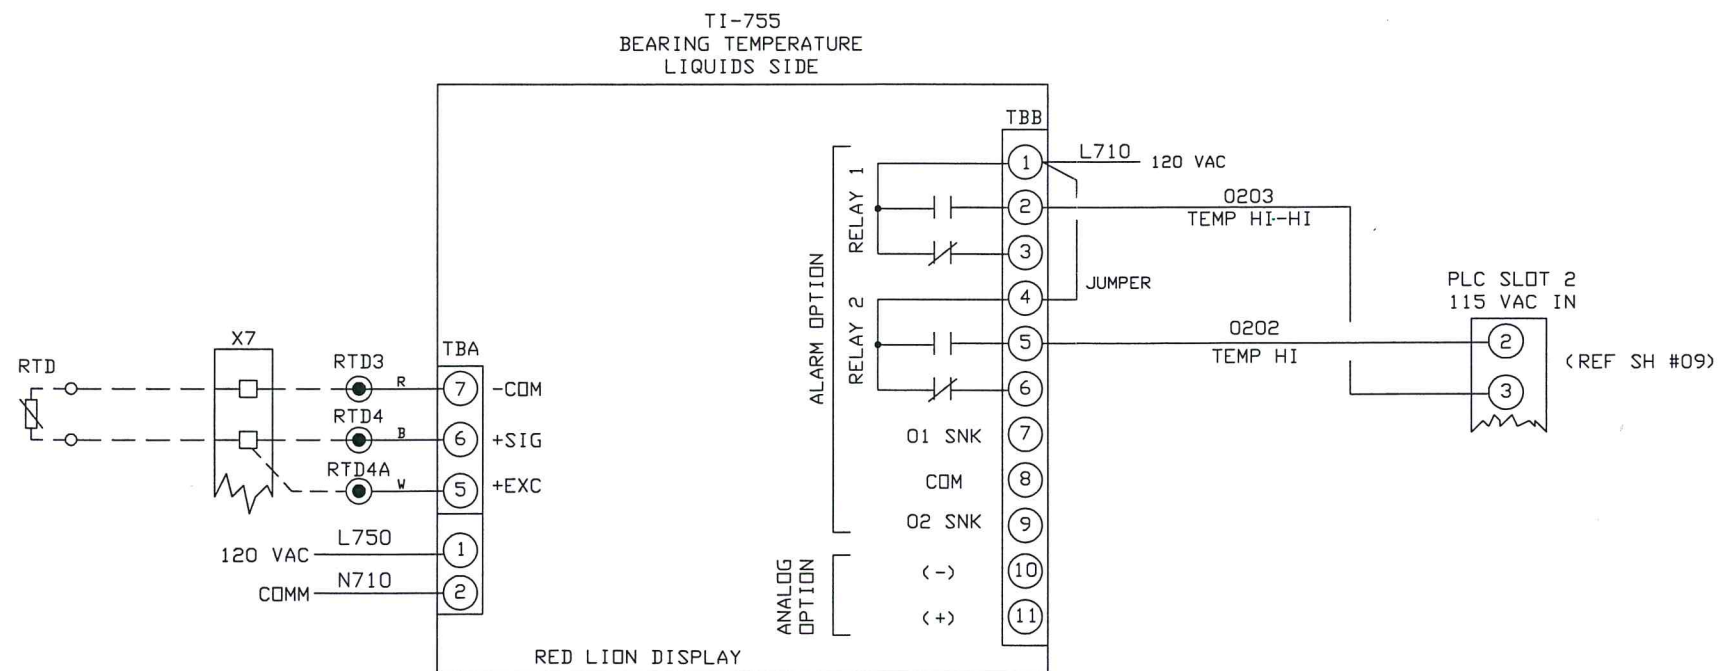 TI-755
BEARING TEMPERATURE
LIQUIDS SIDE
TBB
ALARM OPTION
RELAY 1
RELAY 2
1
2
3
4
5
6
01 SNK 7
COM 8
02 SNK 9
ANALOG
OPTION
(-) 10
(+) 11
L710 120 VAC
0203
TEMP HI-HI
JUMPER
0202
TEMP HI
PLC SLOT 2
115 VAC IN
2
3
(REF SH #09)
RTD
X7
TBA
RTD3 R 7 -COM
RTD4 B 6 +SIG
RTD4A W 5 +EXC
120 VAC L750 1
COMM N710 2
RED LION DISPLAY